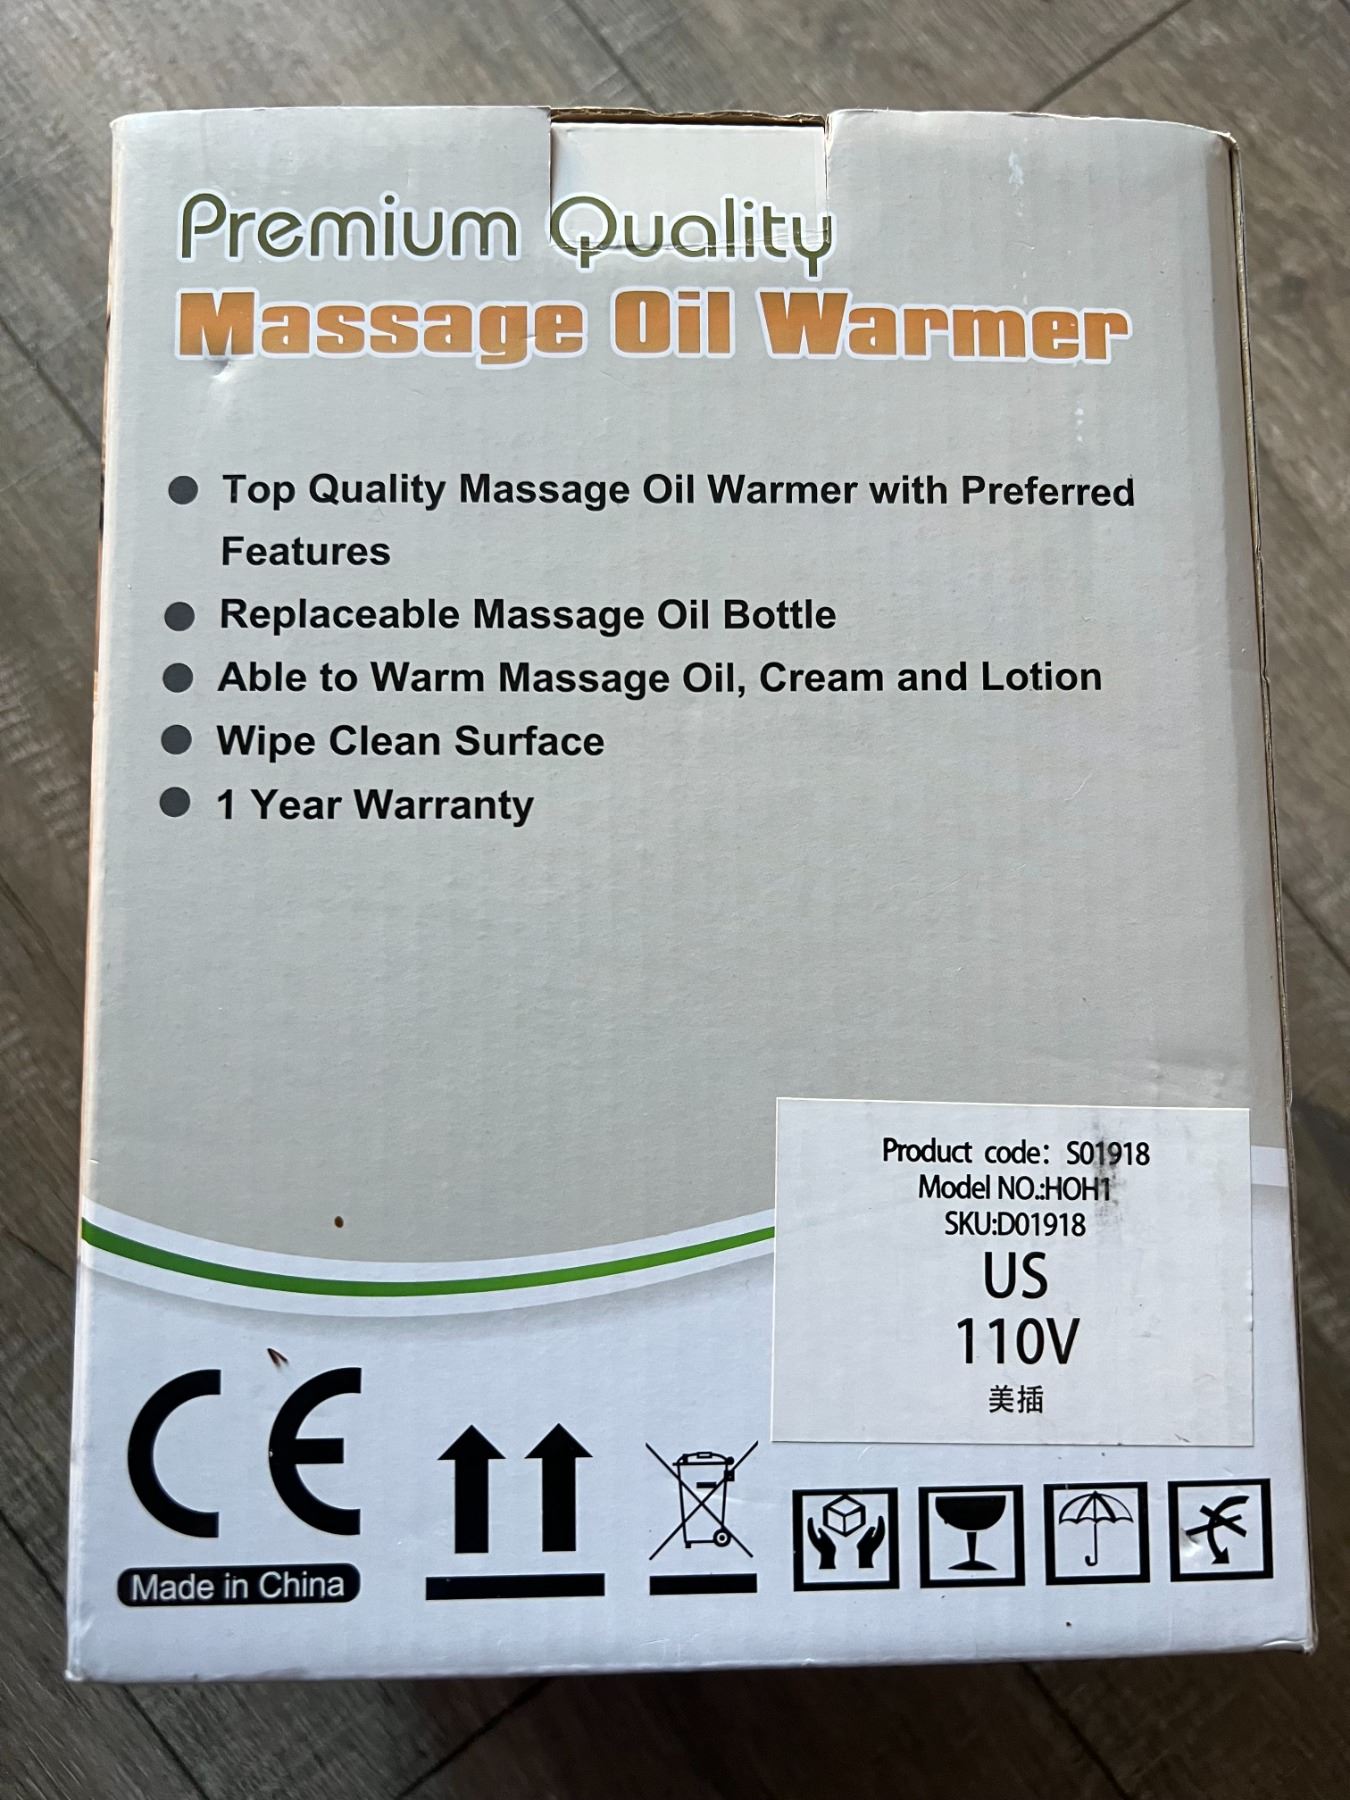 Premium Quality
Massage Oil Warmer
Top Quality Massage Oil Warmer with Preferred
Features
Replaceable Massage Oil Bottle
Able to Warm Massage Oil, Cream and Lotion
Wipe Clean Surface
1 Year Warranty
Product code: S01918
Model NO.:HOH1
SKU:D01918
US
110V
美插
CE
Made in China